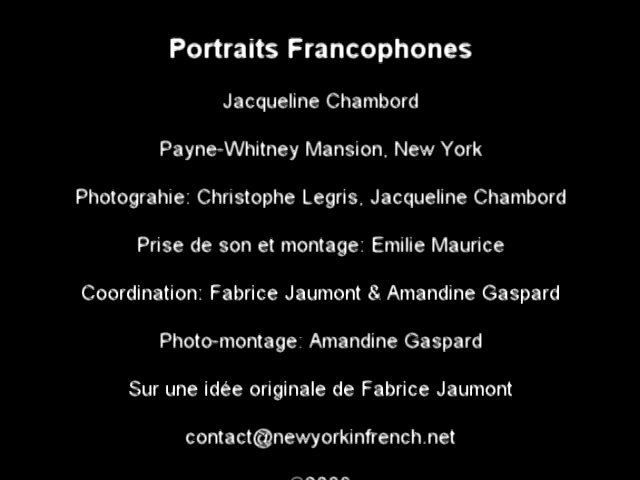 Portraits Francophones
Jacqueline Chambord
Payne-Whitney Mansion, New York
Photograhie: Christophe Legris, Jacqueline Chambord
Prise de son et montage: Emilie Maurice
Coordination: Fabrice Jaumont & Amandine Gaspard
Photo-montage: Amandine Gaspard
Sur une idée originale de Fabrice Jaumont
contact@newyorkinfrench.net